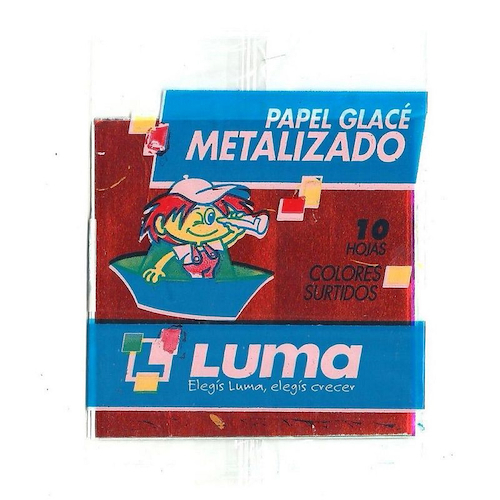 PAPEL GLACÉ
METALIZADO
10
HOJAS
COLORES
SURTIDOS
LUMA
Elegís Luma, elegís crecer